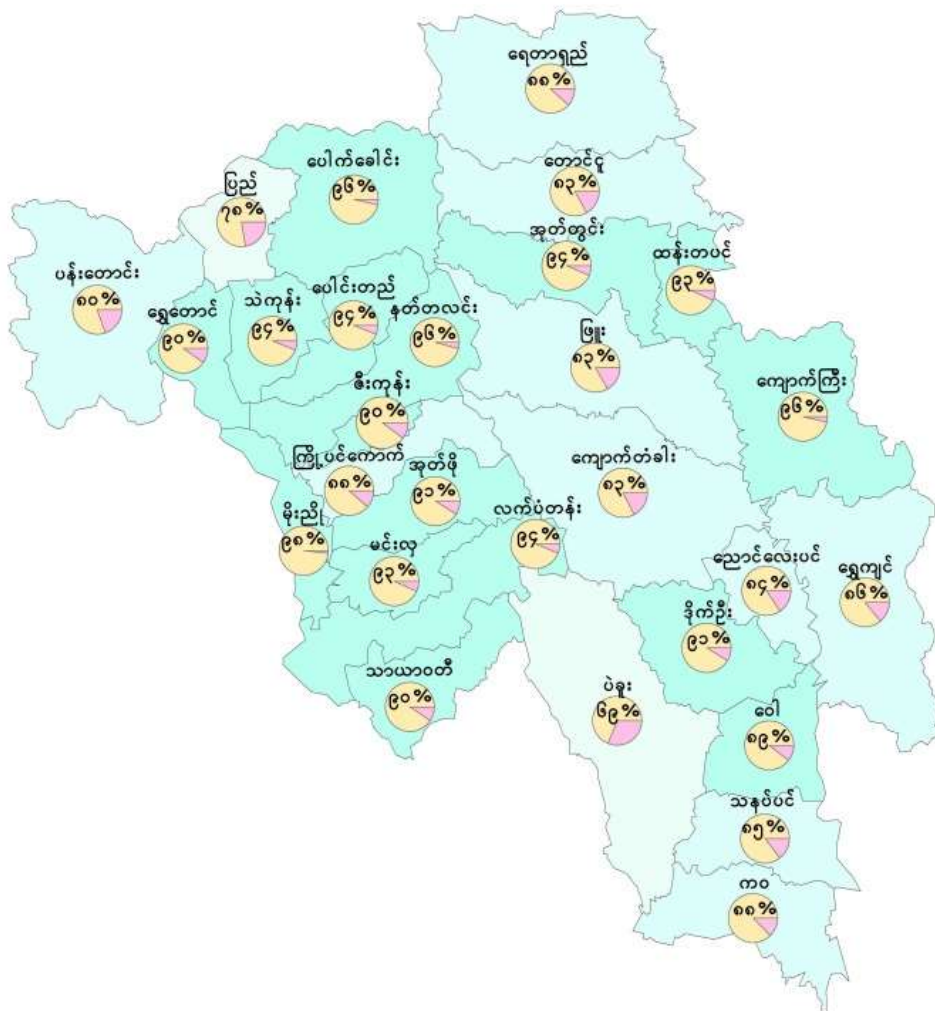 ရေတာရှည်
၈၈%
တောင်ငူ
၈၃%
ပေါက်ခေါင်း
၉၆%
ပြည်
၇၈%
အုတ်တွင်း
၉၄%
ထန်းတပင်
၉၃%
ပန်းတောင်း
၈၀%
ရွှေတောင်
၉၀%
သဲကုန်း
၉၄%
ပေါင်းတည်
၉၄%
နတ်တလင်း
၉၆%
ဖြူး
၈၃%
ဇီးကုန်း
၉၀%
ကျောက်ကြီး
၉၆%
ကြို့ပင်ကောက်
၈၈%
အုတ်ဖို
၉၁%
ကျောက်တံခါး
၈၃%
လက်ပံတန်း
၉၄%
မိုးညို
၉၈%
မင်းလှ
၉၃%
ညောင်လေးပင်
၈၄%
ရွှေကျင်
၈၆%
ဒိုက်ဦး
၉၁%
သာယာဝတီ
၉၀%
ပဲခူး
၆၉%
ဝေါ
၈၉%
သနပ်ပင်
၈၅%
ကဝ
၈၈%